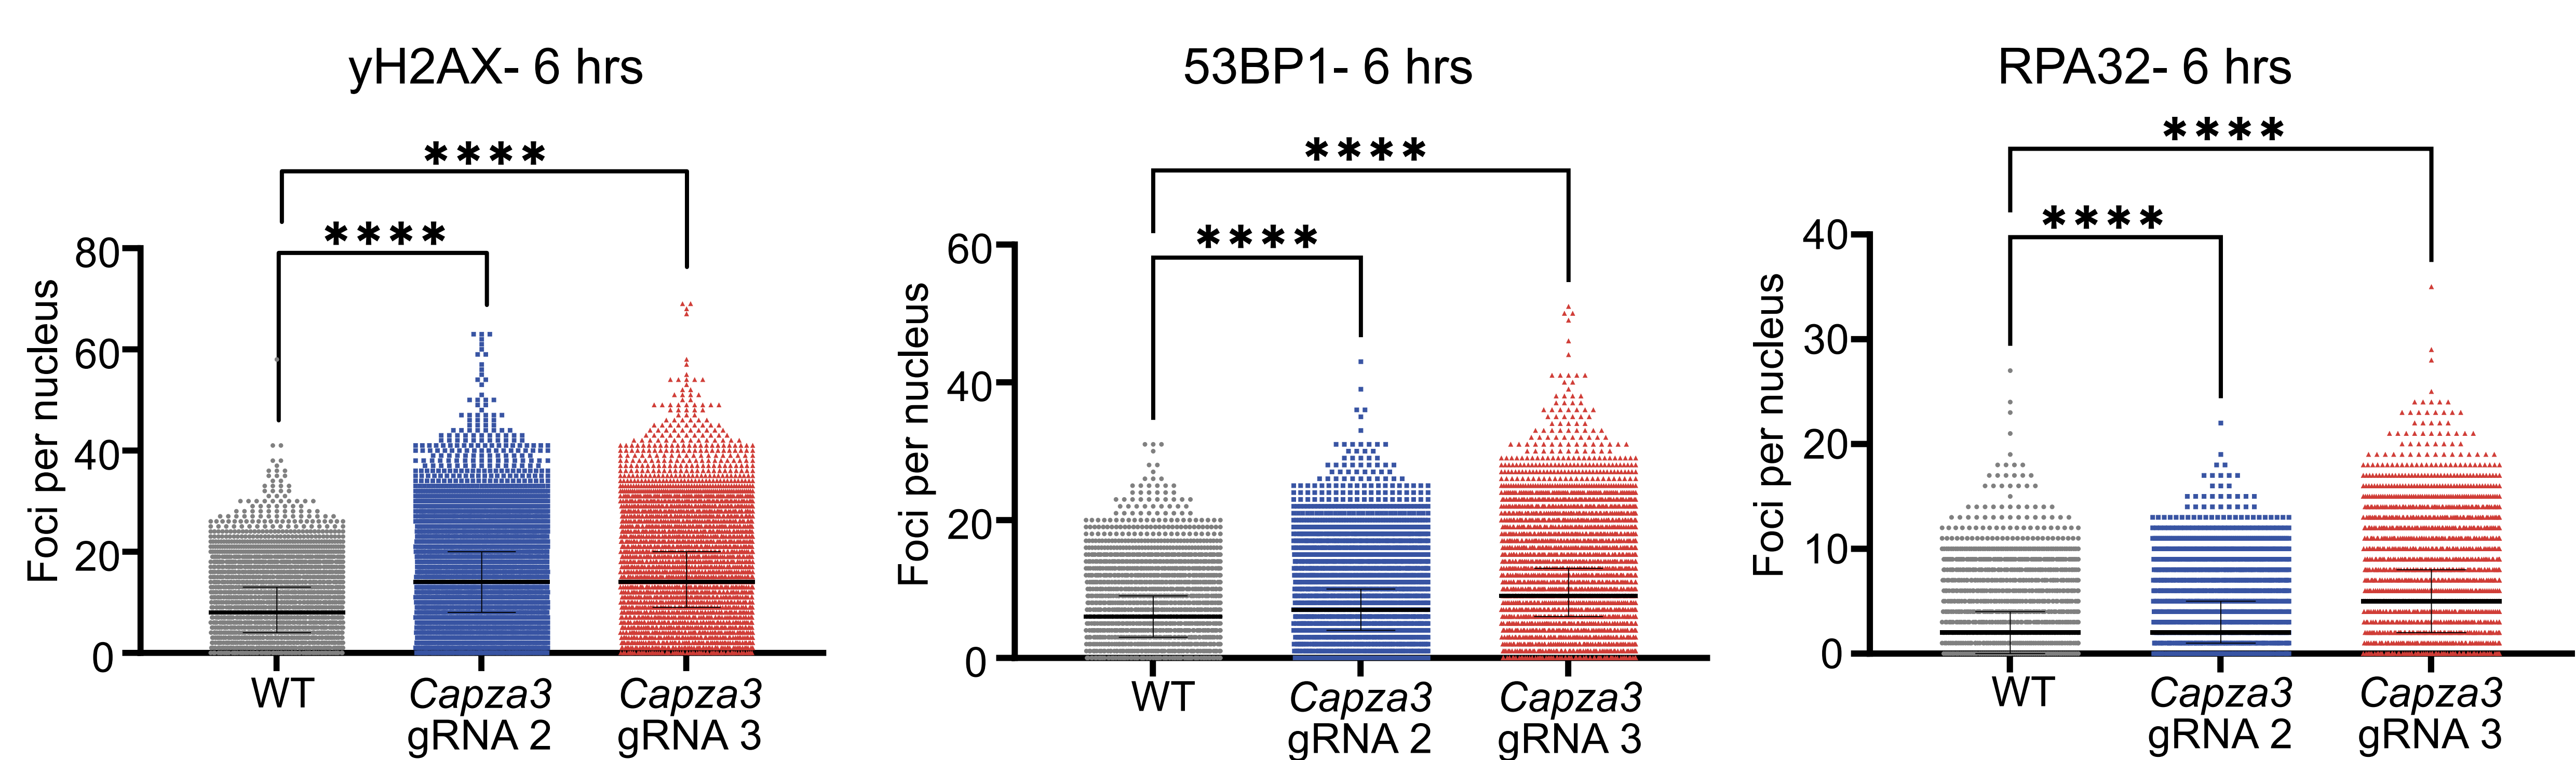 yH2AX- 6 hrs
****
****
80
60
40
20
0
Foci per nucleus
WT
Capza3
gRNA 2
Capza3
gRNA 3
53BP1- 6 hrs
****
****
60
40
20
0
Foci per nucleus
WT
Capza3
gRNA 2
Capza3
gRNA 3
RPA32- 6 hrs
****
****
40
30
20
10
0
Foci per nucleus
WT
Capza3
gRNA 2
Capza3
gRNA 3